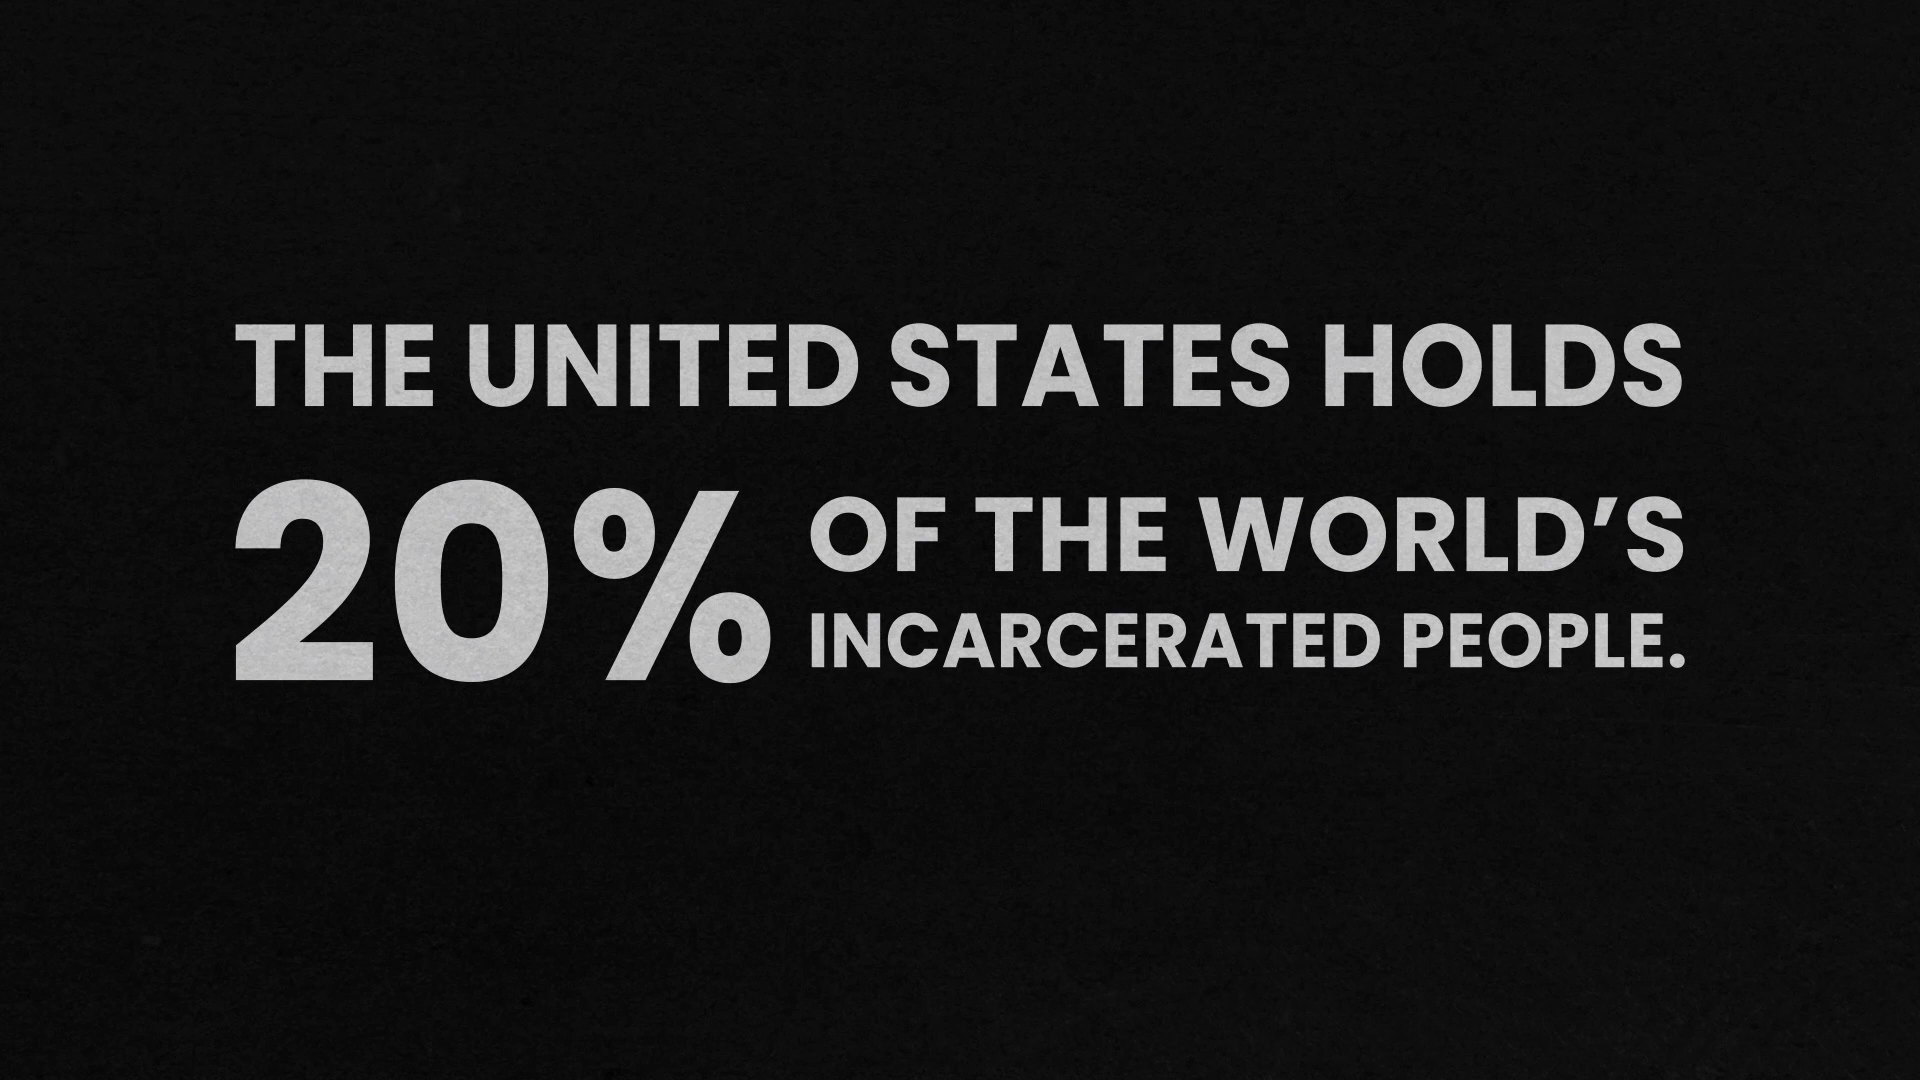 THE UNITED STATES HOLDS
20% OF THE WORLD’S
INCARCERATED PEOPLE.